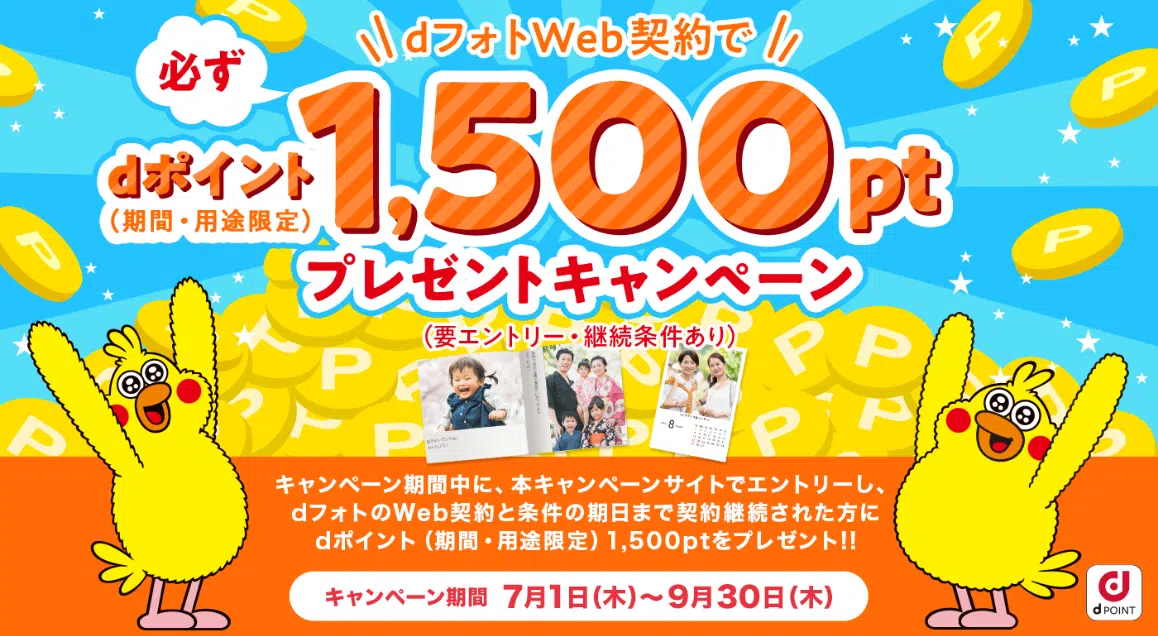 dフォトWeb契約で
必ず
dポイント
(期間・用途限定)
1,500pt
プレゼントキャンペーン
(要エントリー・継続条件あり)
8
キャンペーン期間中に、本キャンペーンサイトでエントリーし、
dフォトのWeb契約と条件の期日まで契約継続された方に
dポイント（期間・用途限定）1,500ptをプレゼント!!
キャンペーン期間 7月1日(木)～9月30日(木)
d POINT